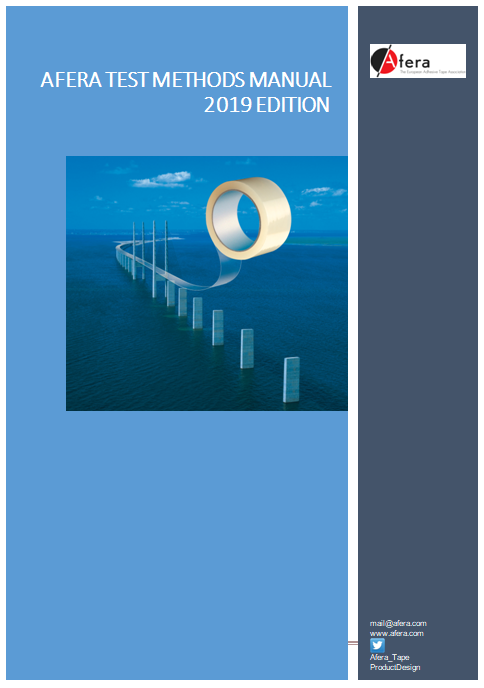 AFERA TEST METHODS MANUAL
2019 EDITION
Afera
The European Adhesive Tape Association
mail@afera.com
www.afera.com
Afera_Tape
ProductDesign